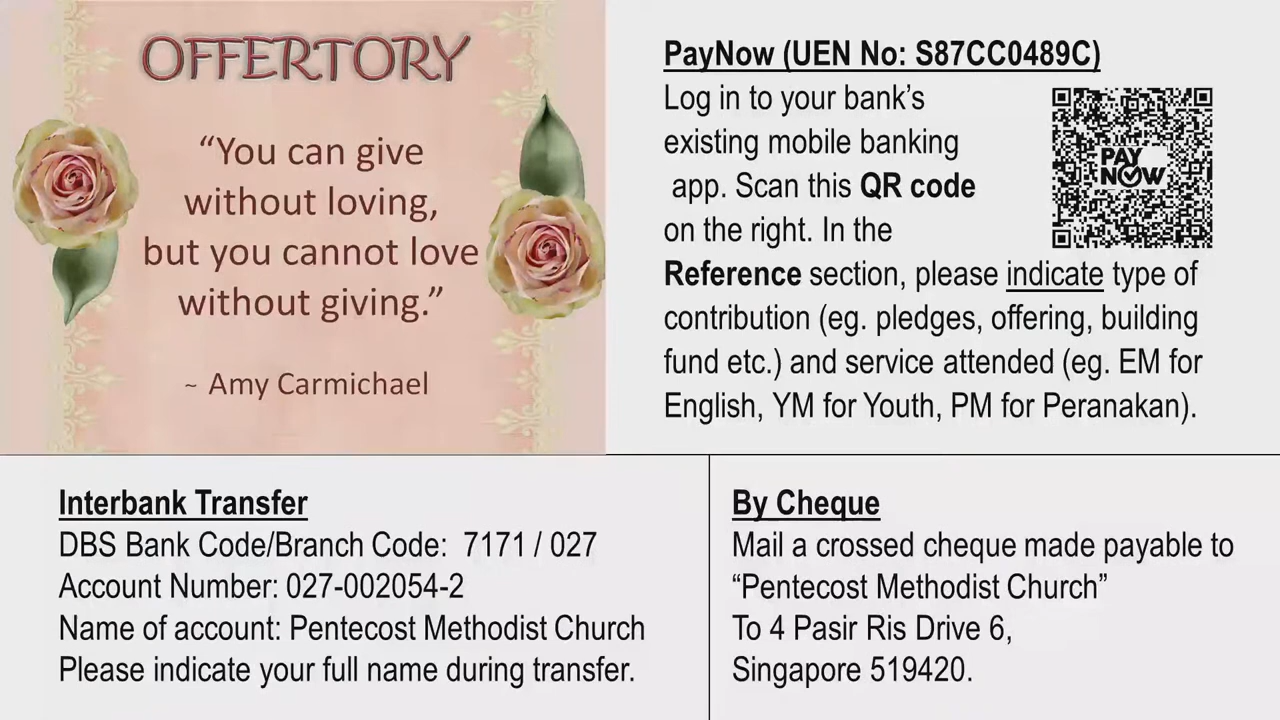 OFFERTORY
“You can give
without loving,
but you cannot love
without giving.”
~ Amy Carmichael
PayNow (UEN No: S87CC0489C)
Log in to your bank’s
existing mobile banking
app. Scan this QR code
on the right. In the
Reference section, please indicate type of
contribution (eg. pledges, offering, building
fund etc.) and service attended (eg. EM for
English, YM for Youth, PM for Peranakan).
PAY
NOW
Interbank Transfer
DBS Bank Code/Branch Code:  7171 / 027
Account Number: 027-002054-2
Name of account: Pentecost Methodist Church
Please indicate your full name during transfer.
By Cheque
Mail a crossed cheque made payable to
“Pentecost Methodist Church”
To 4 Pasir Ris Drive 6,
Singapore 519420.